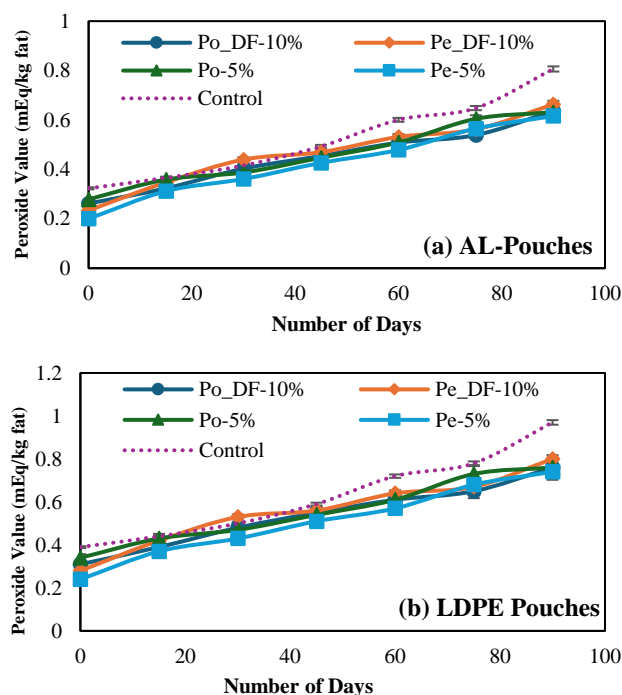 1
Po_DF-10% Pe_DF-10%
Po-5% Pe-5%
Control
0.8
0.6
0.4
0.2
0
Peroxide Value (mEq/kg fat)
(a) AL-Pouches
0 20 40 60 80 100
Number of Days
1.2
Po_DF-10% Pe_DF-10%
Po-5% Pe-5%
Control
1
0.8
0.6
0.4
0.2
0
Peroxide Value (mEq/kg fat)
(b) LDPE Pouches
0 20 40 60 80 100
Number of Days